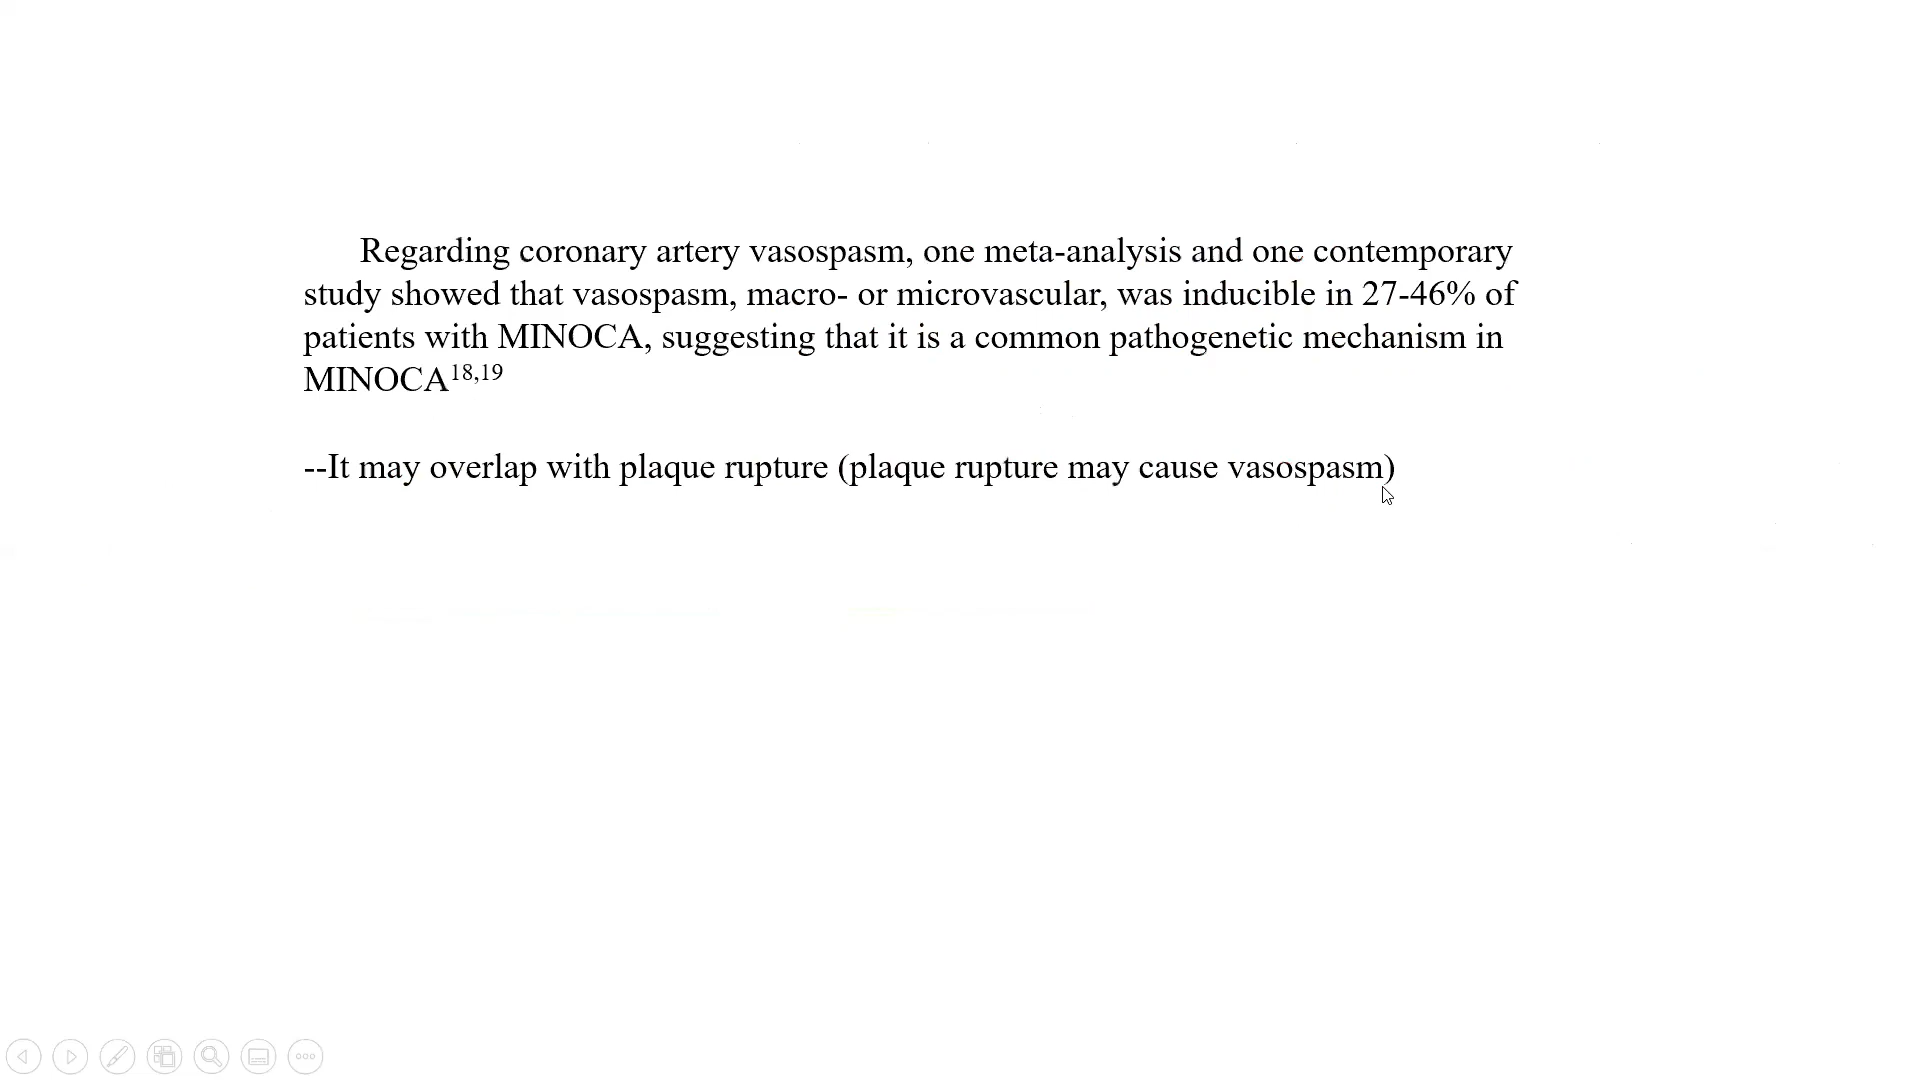 Regarding coronary artery vasospasm, one meta-analysis and one contemporary
study showed that vasospasm, macro- or microvascular, was inducible in 27-46% of
patients with MINOCA, suggesting that it is a common pathogenetic mechanism in
MINOCA18,19
--It may overlap with plaque rupture (plaque rupture may cause vasospasm)